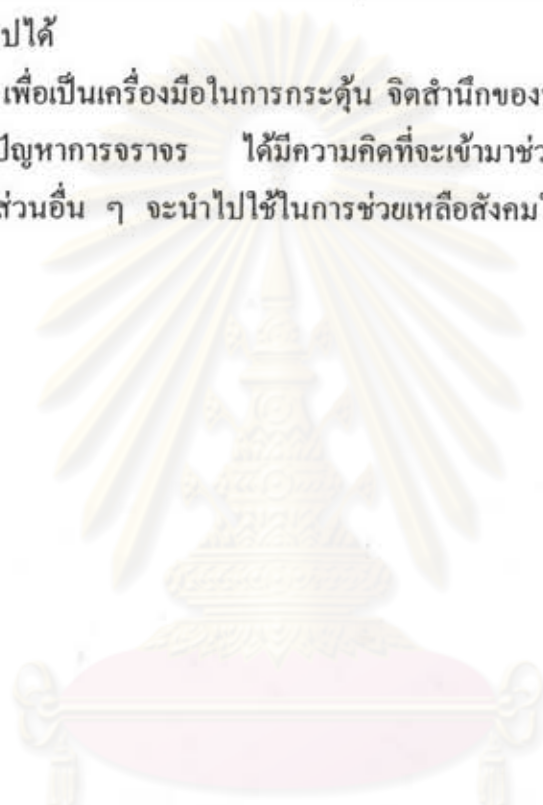 ปได้
เพื่อเป็นเครื่องมือในการกระตุ้น จิตสำนึกของ
ปัญหาการจราจร ได้มีความคิดที่จะเข้ามาช่ว
ส่วนอื่น ๆ จะนำไปใช้ในการช่วยเหลือสังคม